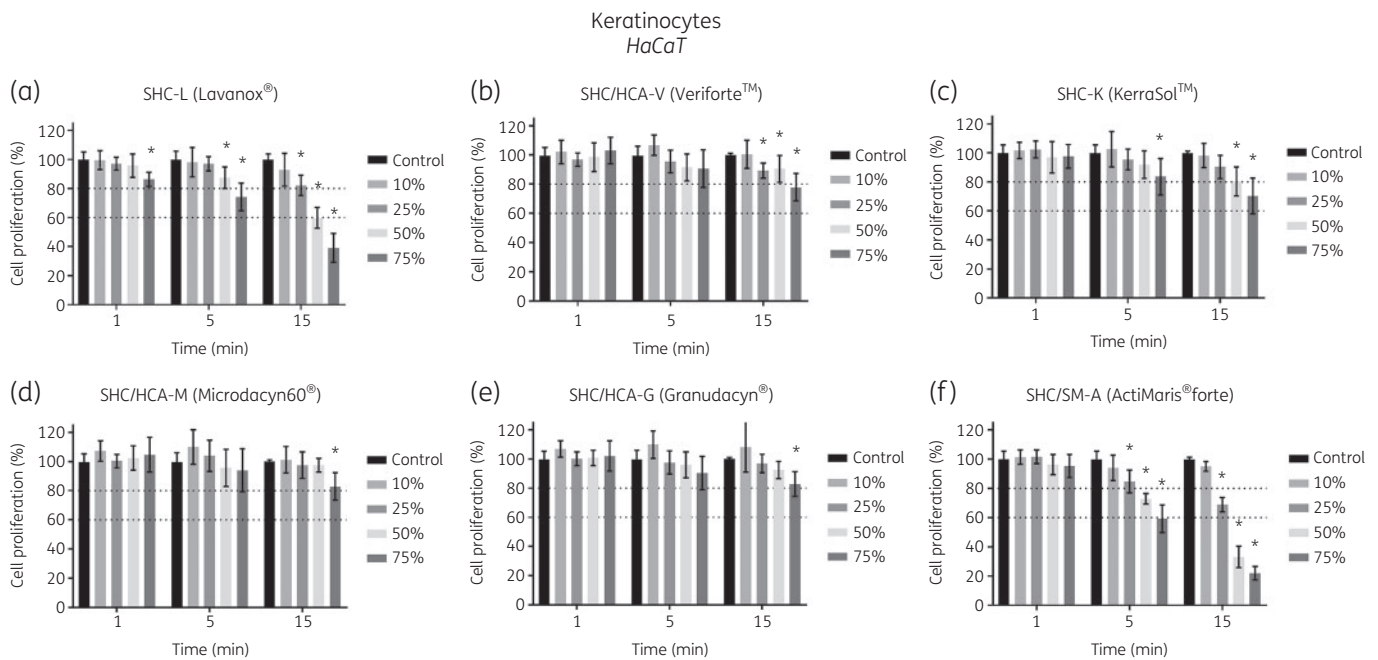 Keratinocytes
HaCaT
(a)
SHC-L (Lavanox®)
120
100
80
60
40
20
0
Cell proliferation (%)
* * * * * *
1 5 15
Time (min)
Control
10%
25%
50%
75%
(b)
SHC/HCA-V (Veriforte™)
120
100
80
60
40
20
0
Cell proliferation (%)
* * *
1 5 15
Time (min)
Control
10%
25%
50%
75%
(c)
SHC-K (KerraSol™)
120
100
80
60
40
20
0
Cell proliferation (%)
* * *
1 5 15
Time (min)
Control
10%
25%
50%
75%
(d)
SHC/HCA-M (Microdacyn60®)
120
100
80
60
40
20
0
Cell proliferation (%)
*
1 5 15
Time (min)
Control
10%
25%
50%
75%
(e)
SHC/HCA-G (Granudacyn®)
120
100
80
60
40
20
0
Cell proliferation (%)
*
1 5 15
Time (min)
Control
10%
25%
50%
75%
(f)
SHC/SM-A (ActiMaris®forte)
120
100
80
60
40
20
0
Cell proliferation (%)
* * * * * *
1 5 15
Time (min)
Control
10%
25%
50%
75%